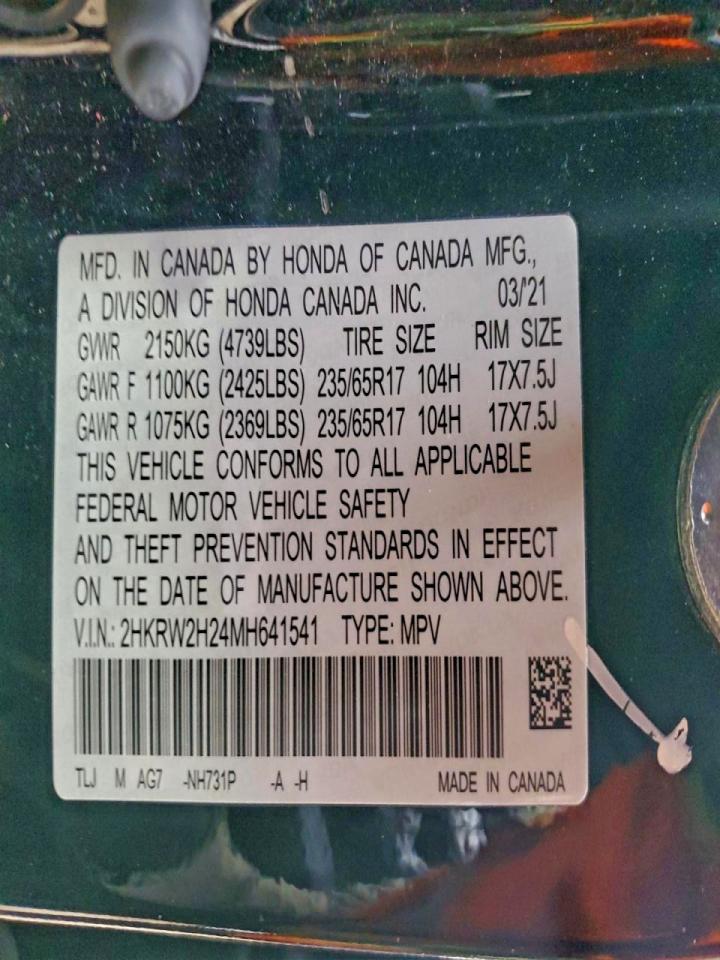 MFD. IN CANADA BY HONDA OF CANADA MFG.,
A DIVISION OF HONDA CANADA INC. 03/'21
GVWR 2150KG (4739LBS) TIRE SIZE RIM SIZE
GAWR F 1100KG (2425LBS) 235/65R17 104H 17X7.5J
GAWR R 1075KG (2369LBS) 235/65R17 104H 17X7.5J
THIS VEHICLE CONFORMS TO ALL APPLICABLE
FEDERAL MOTOR VEHICLE SAFETY
AND THEFT PREVENTION STANDARDS IN EFFECT
ON THE DATE OF MANUFACTURE SHOWN ABOVE.
V.I.N.: 2HKRW2H24MH641541 TYPE: MPV
TLJ M AG7 -NH731P -A -H MADE IN CANADA